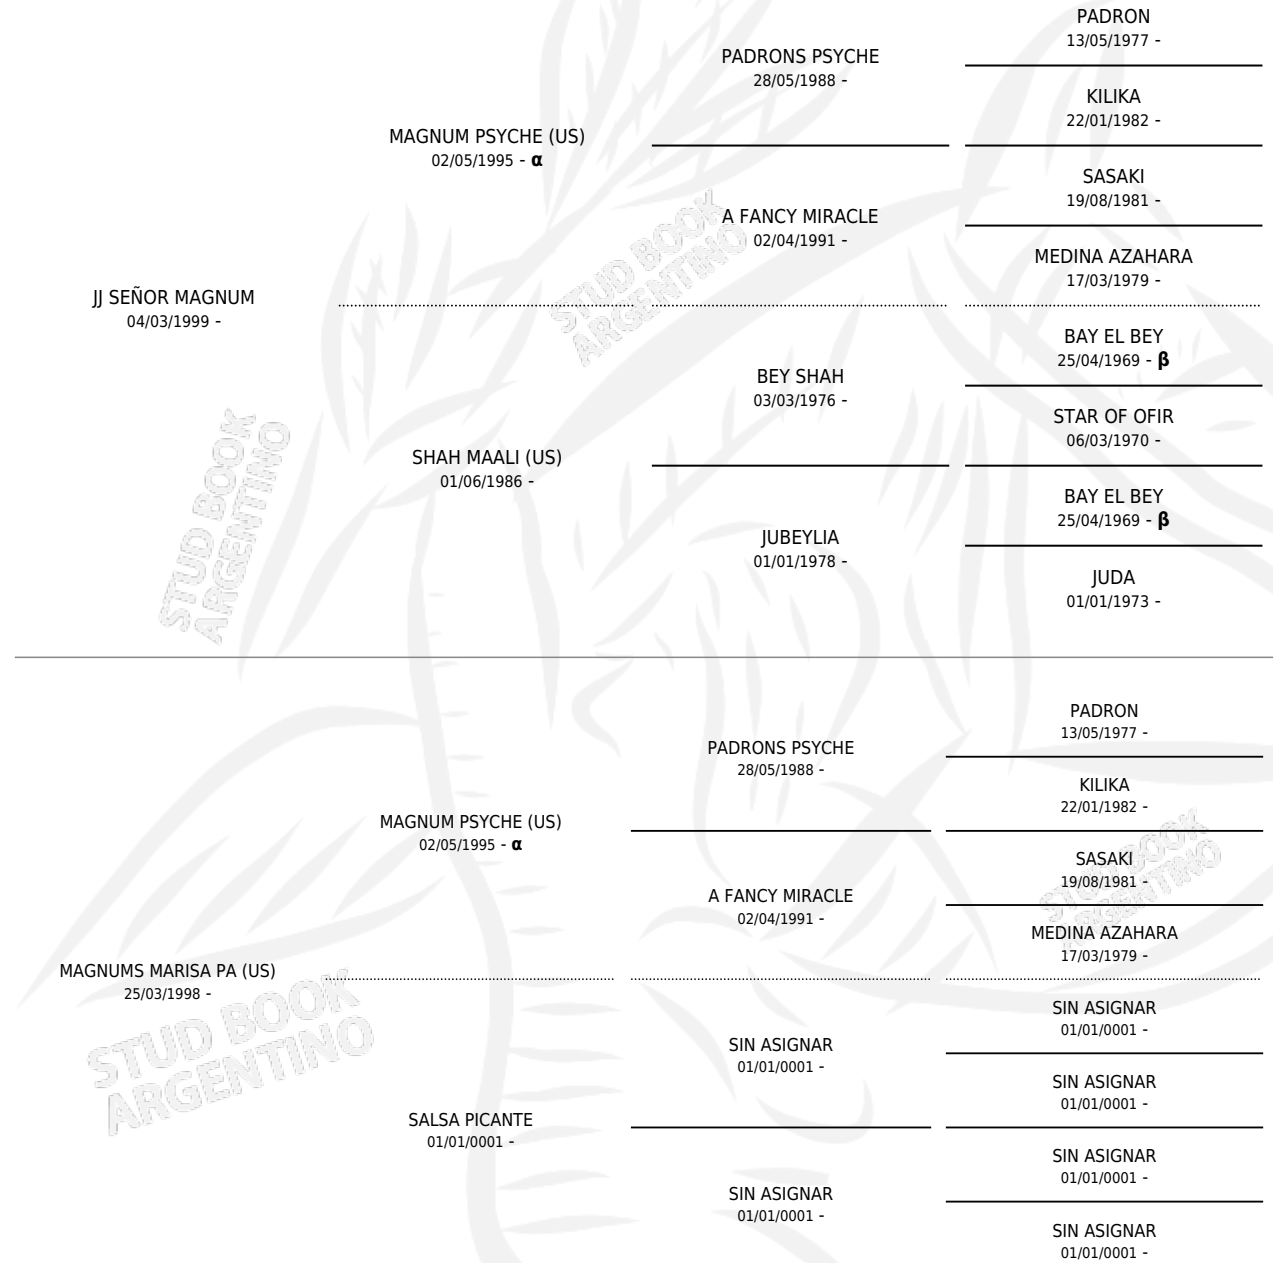 PADRON
13/05/1977 -
PADRONS PSYCHE
28/05/1988 -
KILIKA
22/01/1982 -
MAGNUM PSYCHE (US)
02/05/1995 - α
SASAKI
19/08/1981 -
A FANCY MIRACLE
02/04/1991 -
MEDINA AZAHARA
17/03/1979 -
JJ SEÑOR MAGNUM
04/03/1999 -
BAY EL BEY
25/04/1969 - β
BEY SHAH
03/03/1976 -
STAR OF OFIR
06/03/1970 -
SHAH MAALI (US)
01/06/1986 -
BAY EL BEY
25/04/1969 - β
JUBEYLIA
01/01/1978 -
JUDA
01/01/1973 -
STUD BOOK
ARGENTINO
STUD BOOK
ARGENTINO
PADRON
13/05/1977 -
PADRONS PSYCHE
28/05/1988 -
KILIKA
22/01/1982 -
MAGNUM PSYCHE (US)
02/05/1995 - α
SASAKI
19/08/1981 -
A FANCY MIRACLE
02/04/1991 -
MEDINA AZAHARA
17/03/1979 -
MAGNUMS MARISA PA (US)
25/03/1998 -
SIN ASIGNAR
01/01/0001 -
SIN ASIGNAR
01/01/0001 -
SIN ASIGNAR
01/01/0001 -
SALSA PICANTE
01/01/0001 -
SIN ASIGNAR
01/01/0001 -
SIN ASIGNAR
01/01/0001 -
SIN ASIGNAR
01/01/0001 -
STUD BOOK
ARGENTINO
STUD BOOK
ARGENTINO